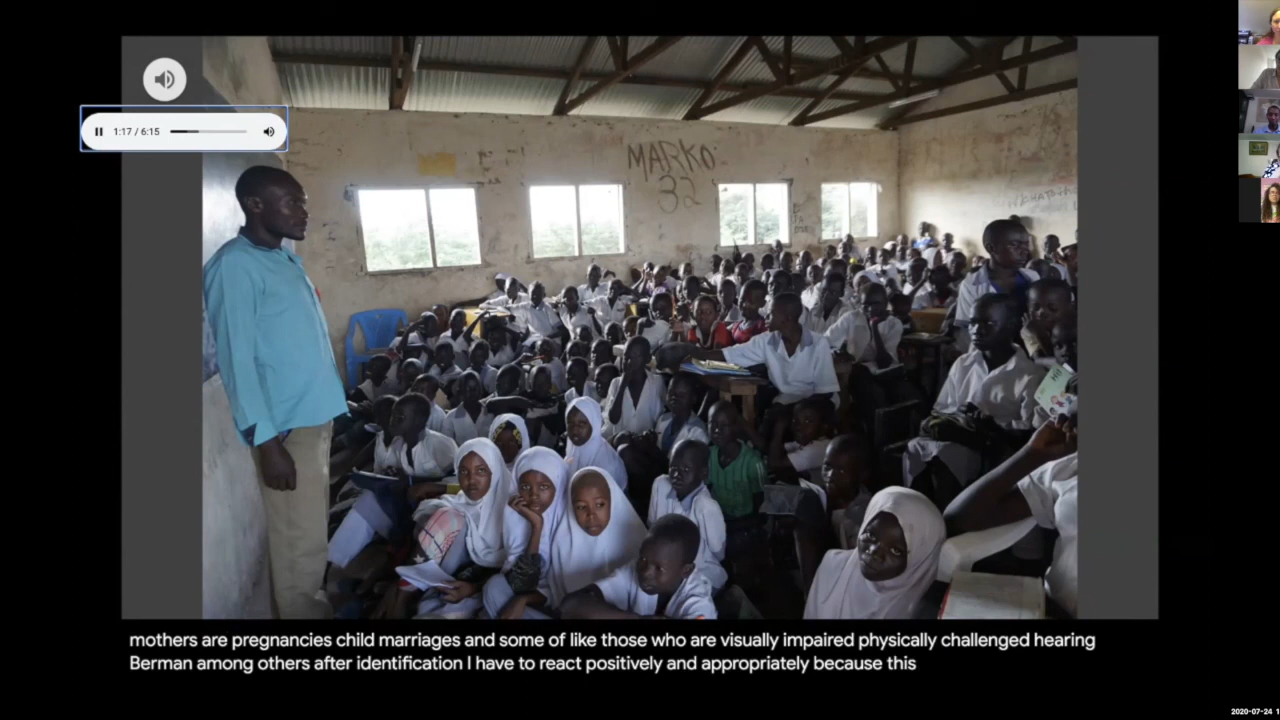 1:17 / 6:15
MARKO
32
Hi!
mothers are pregnancies child marriages and some of like those who are visually impaired physically challenged hearing
Berman among others after identification I have to react positively and appropriately because this
2020-07-24 1